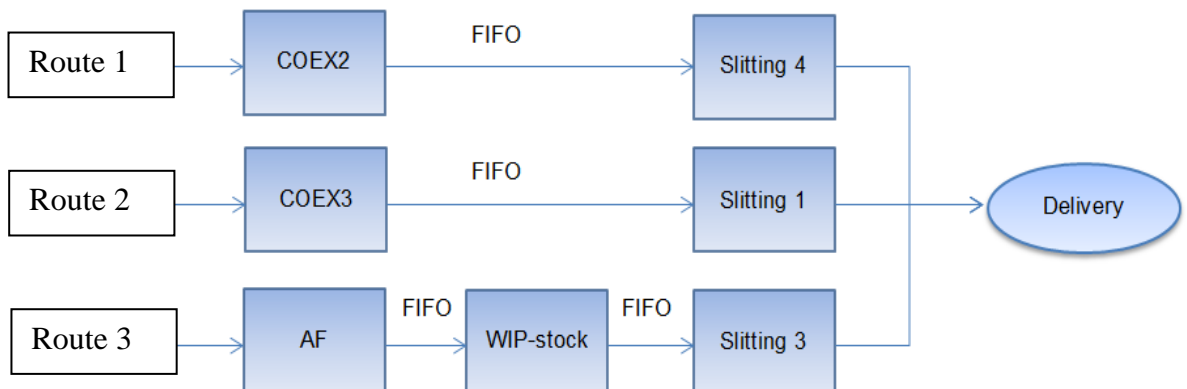 Route 1
COEX2
FIFO
Slitting 4
Route 2
COEX3
FIFO
Slitting 1
Delivery
Route 3
AF
FIFO
WIP-stock
FIFO
Slitting 3